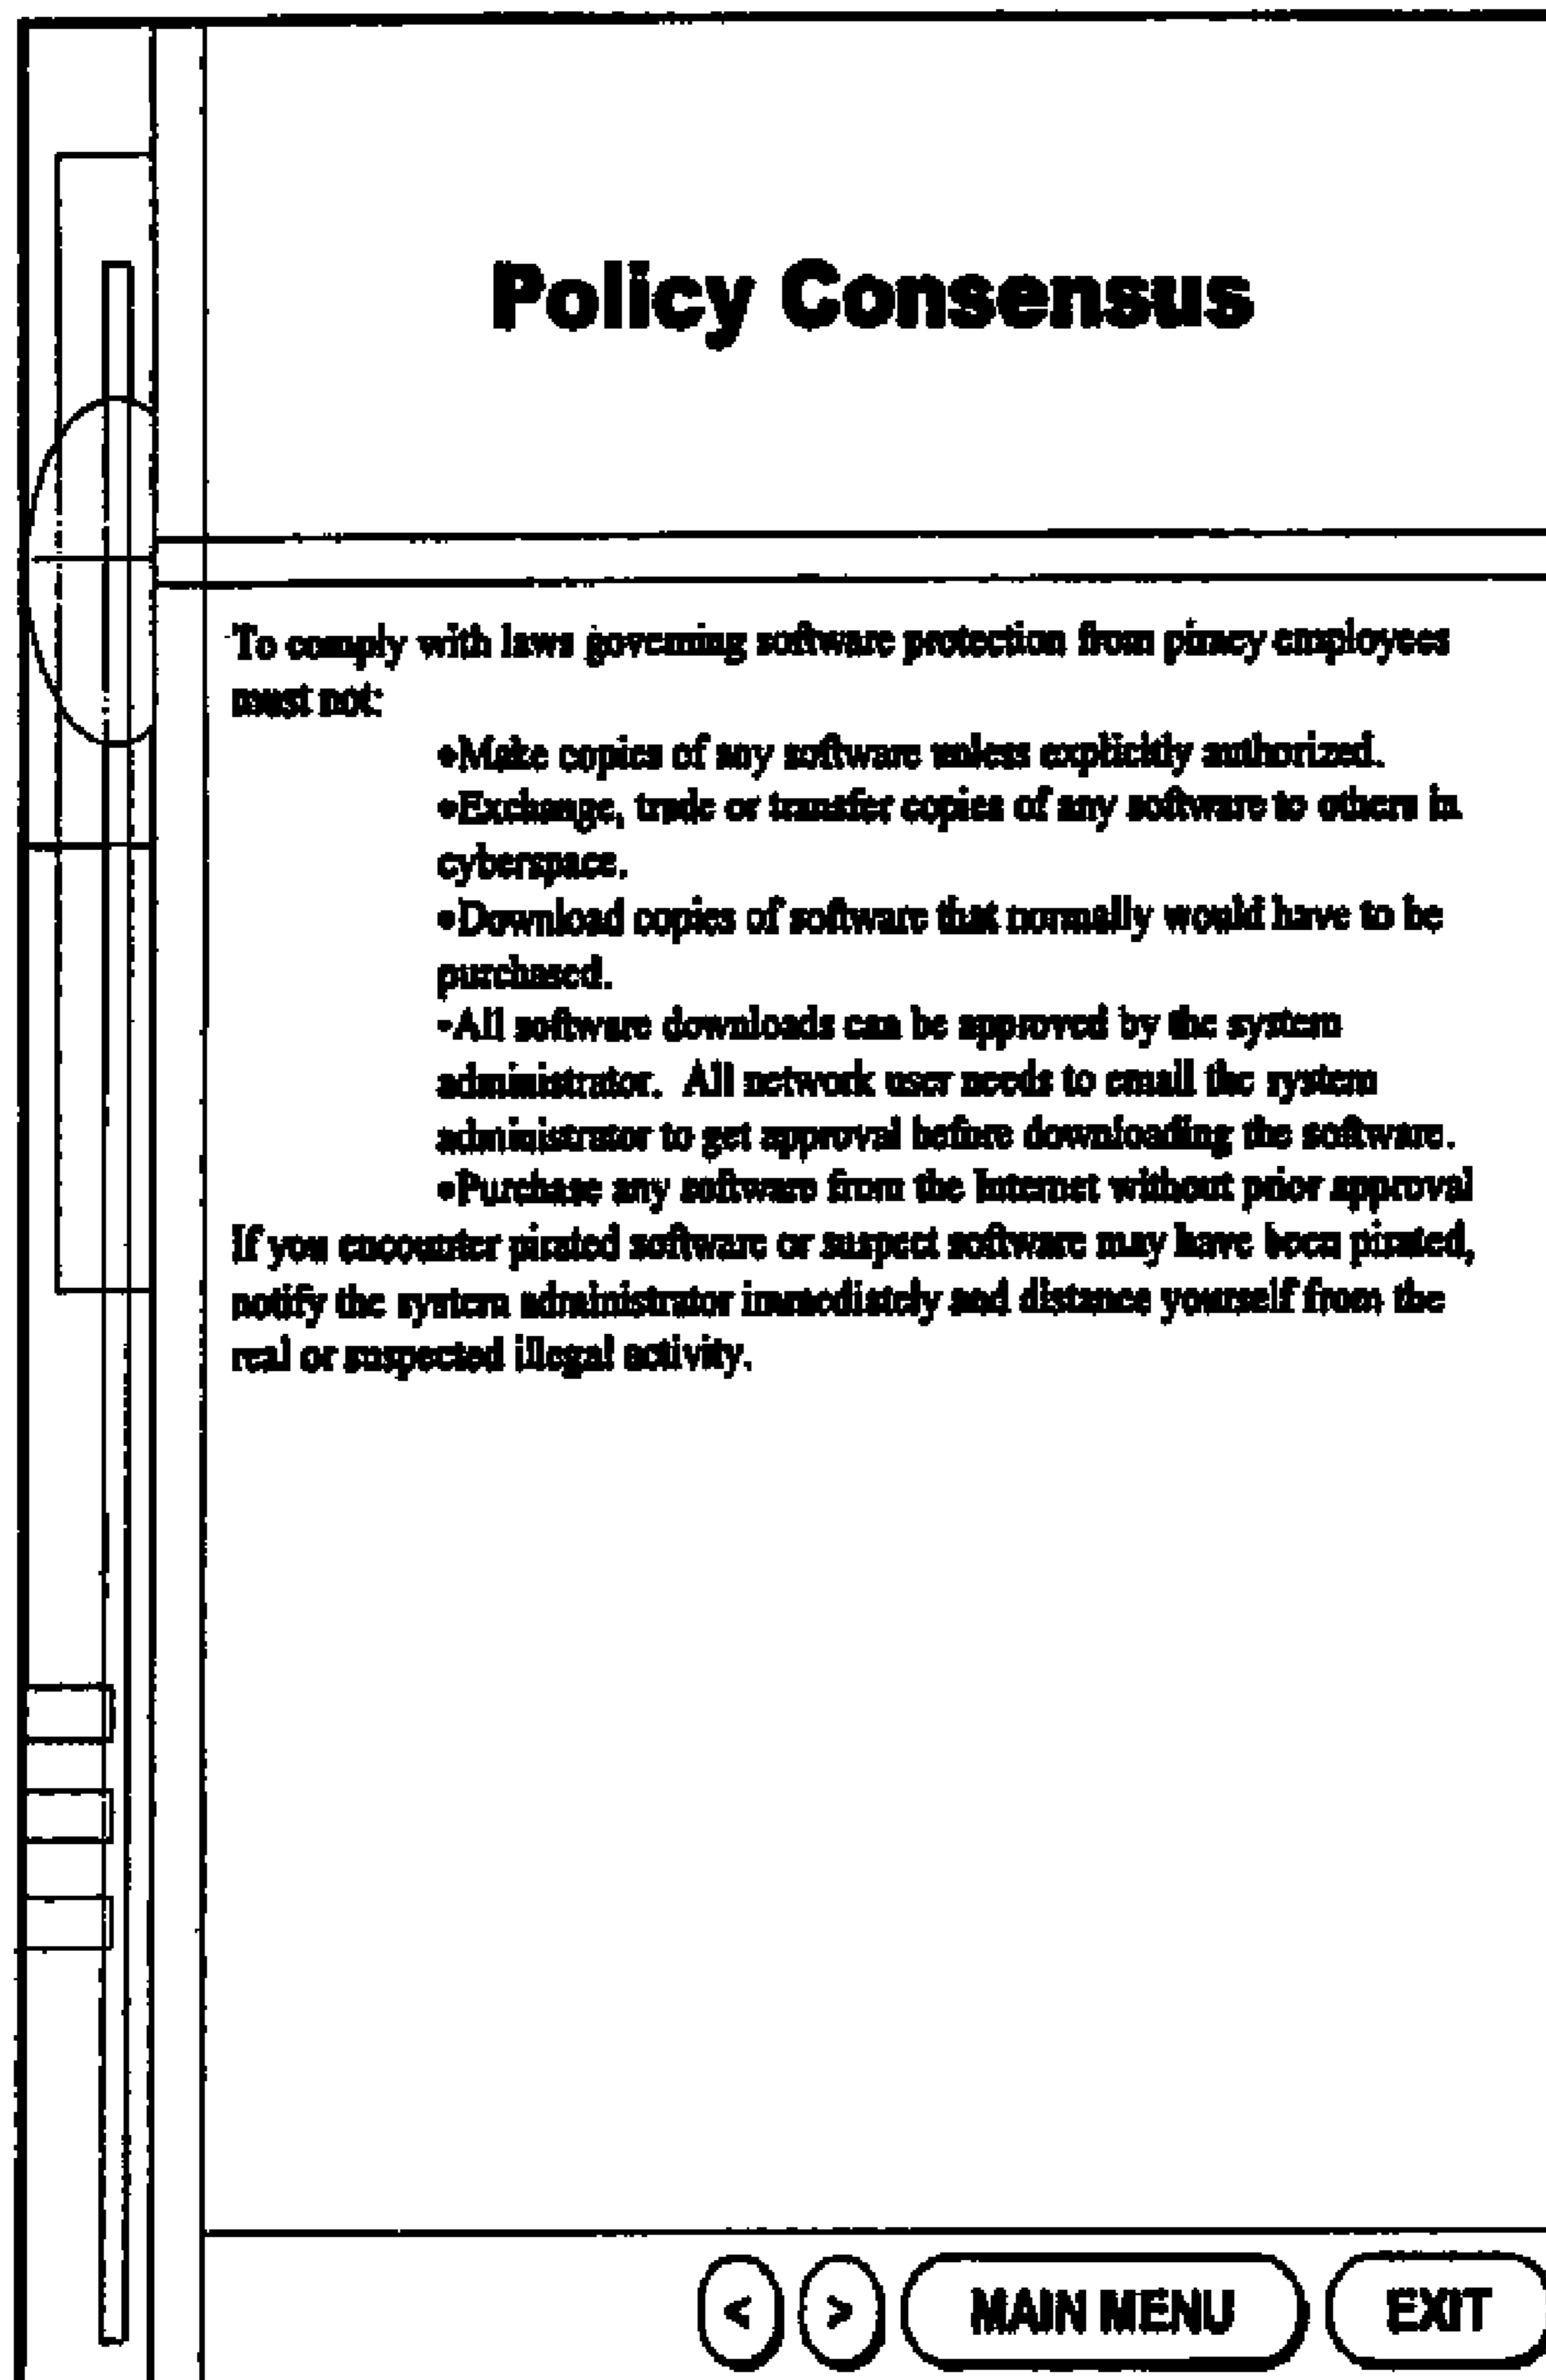 Policy Consensus
To comply with laws governing software protection from piracy employees
must not:
•Make copies of any software unless explicitly authorized.
•Exchange, trade or transfer copies of any software to others in
cyberspace.
•Download copies of software that normally would have to be
purchased.
-All software downloads can be approved by the system
administrator. All network user needs to email the system
administrator to get approval before downloading the software.
•Purchase any software from the Internet without prior approval
If you encounter pirated software or suspect software may have been pirated,
notify the system administrator immediately and distance yourself from the
real or suspected illegal activity.
< > MAIN MENU EXIT